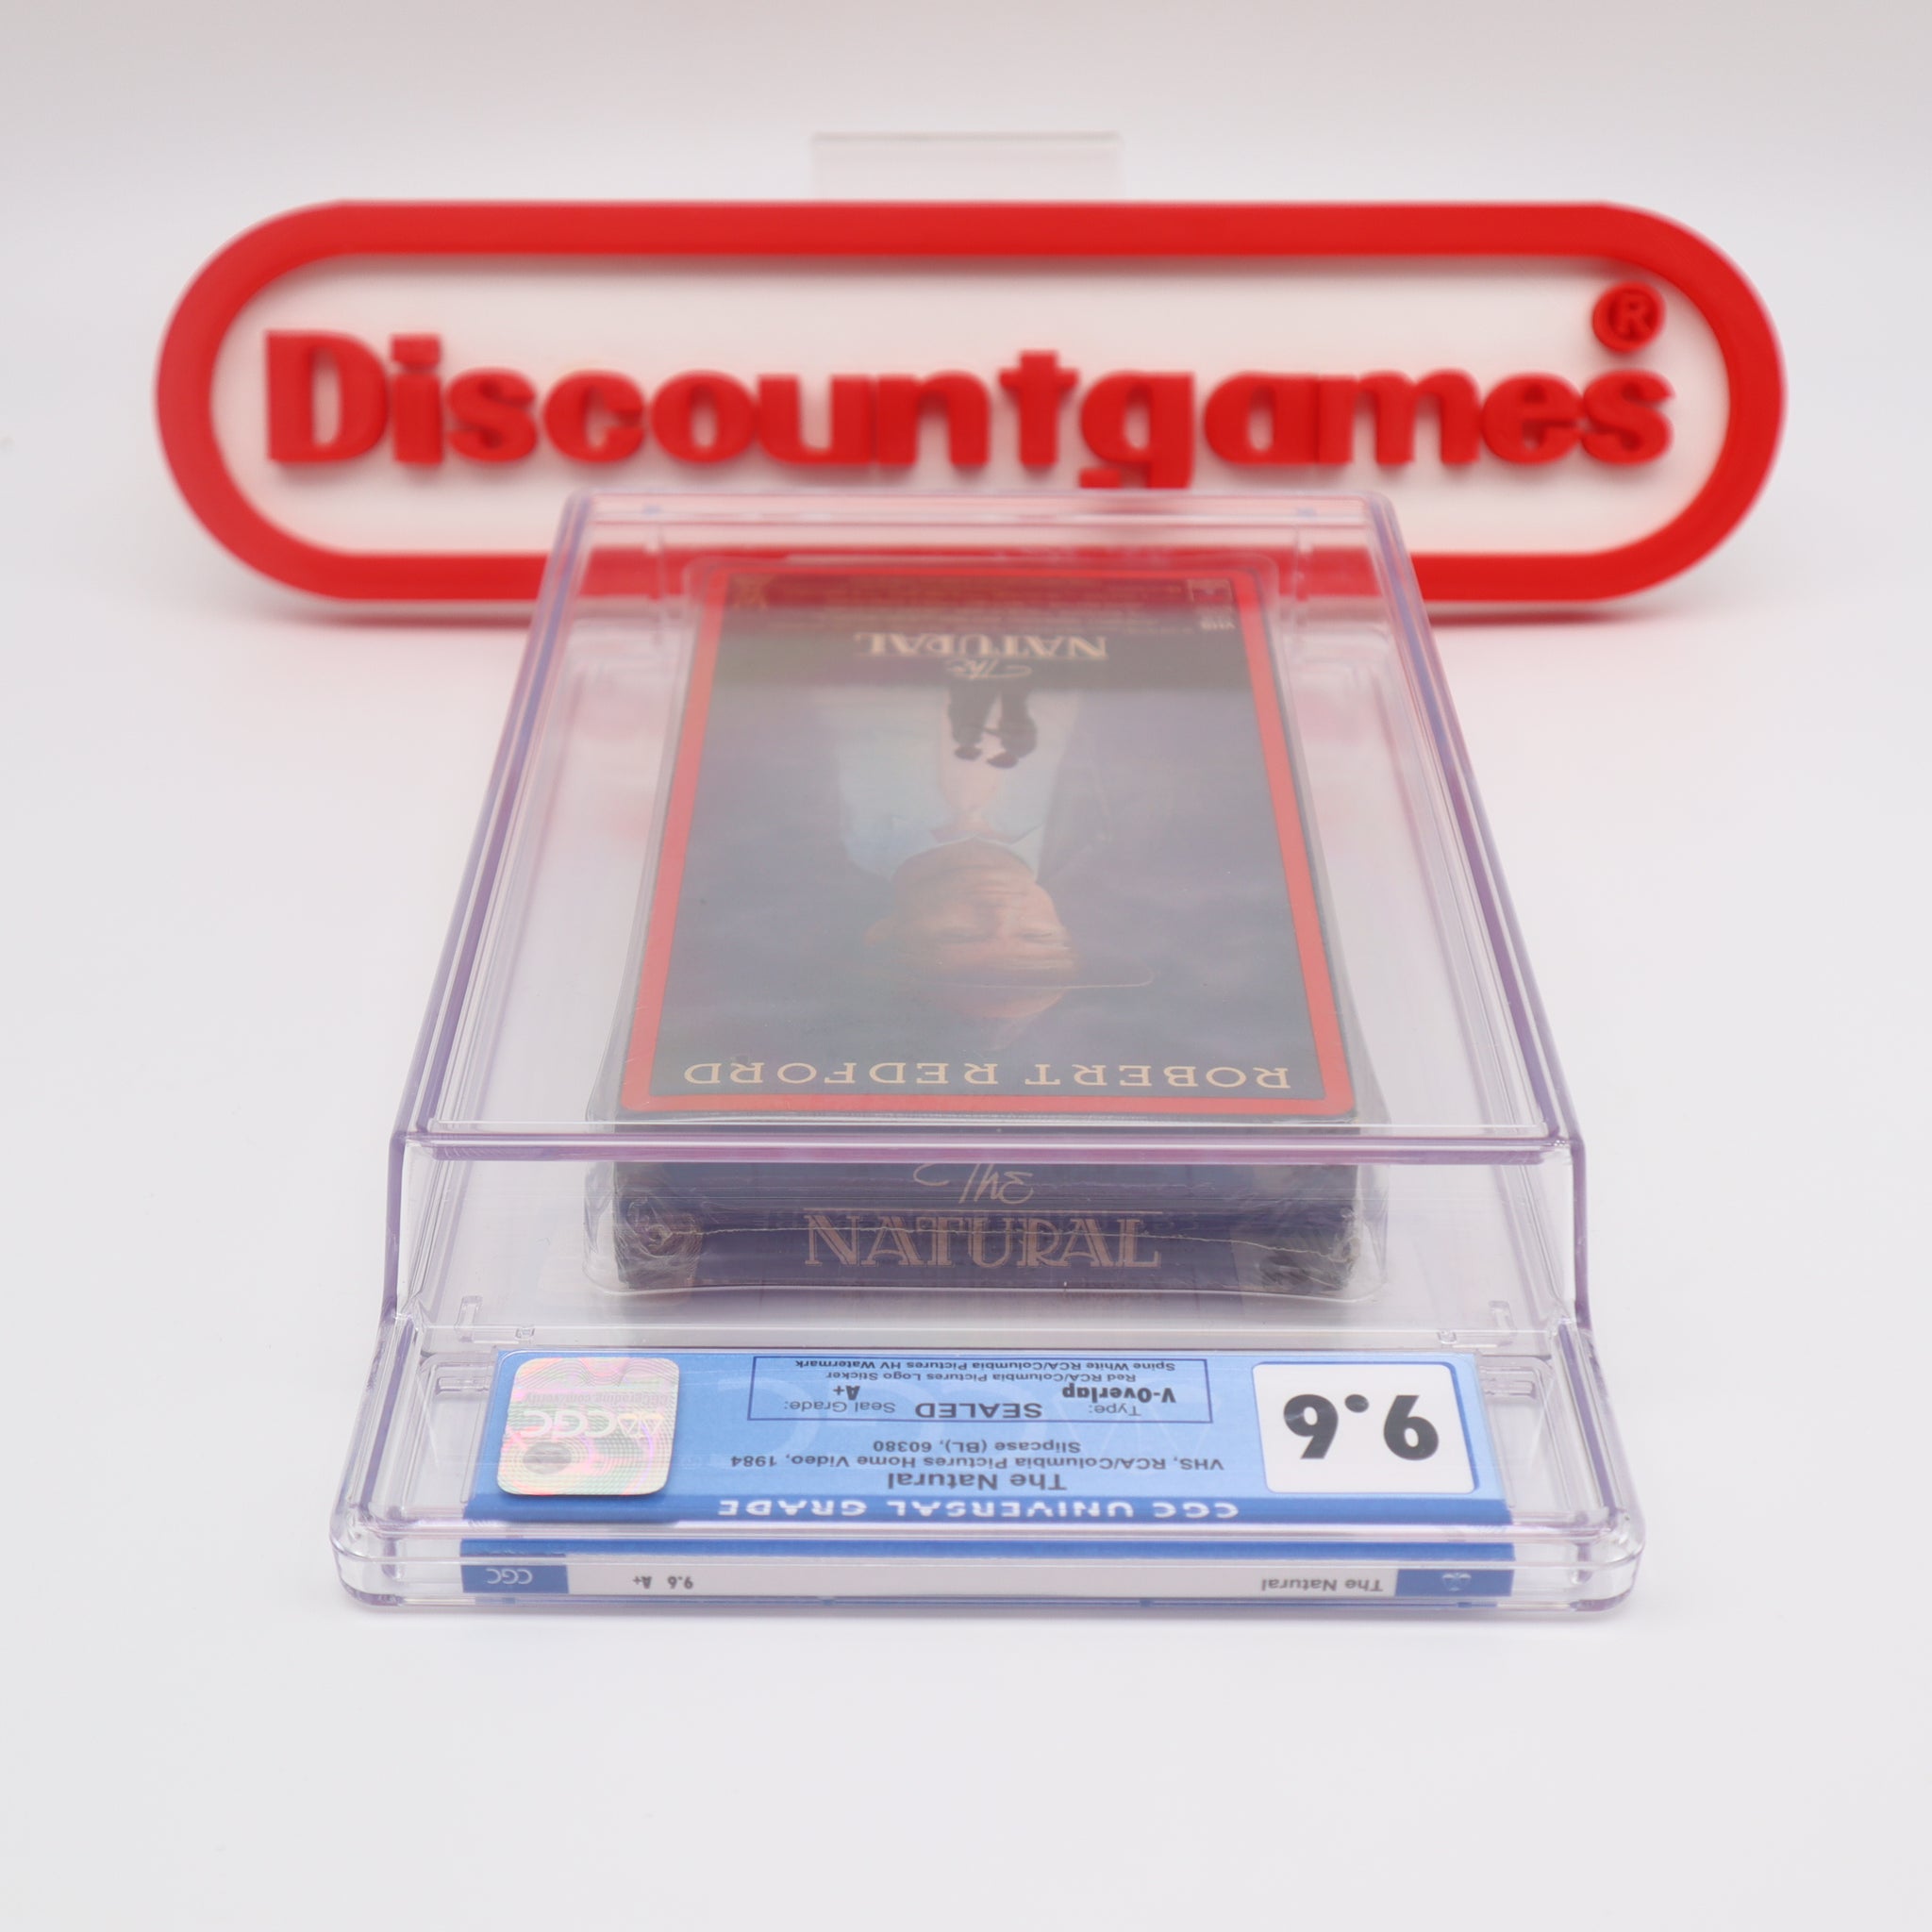 Discountgames®
ROBERT REDFORD
The
NATURAL
VHS
The
NATURAL
CGC UNIVERSAL GRADE
9.6
The Natural
VHS, RCA/Columbia Pictures Home Video, 1984
Slipcase (BL), 60380
Type: SEALED Seal Grade:
V-Overlap A+
Red RCA/Columbia Pictures Logo Sticker
Spine White RCA/Columbia Pictures HV Watermark
CGC
The Natural 9.6 A+ CGC